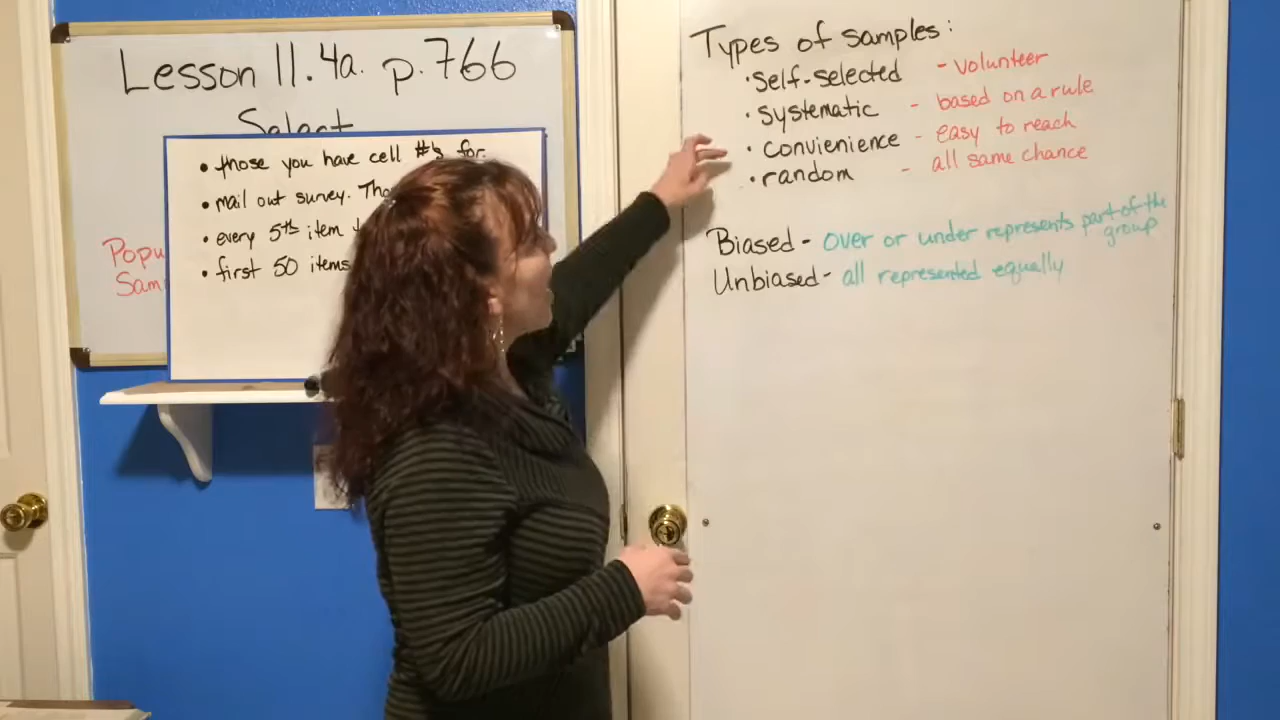 Lesson 11.4a. p.766
Select
• those you have cell #'s for.
• mail out survey.
• every 5th item
• first 50 items
Types of samples:
• Self-selected - volunteer
• systematic - based on a rule
• convienience - easy to reach
• random - all same chance
Biased - over or under represents part of the
group
Unbiased - all represented equally